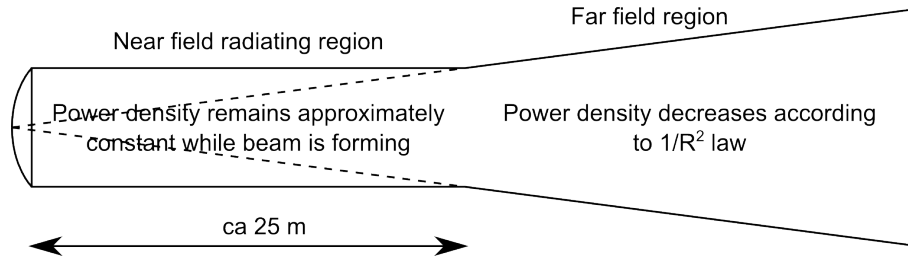 Far field region
Near field radiating region
Power density remains approximately
constant while beam is forming
Power density decreases according
to 1/R² law
ca 25 m